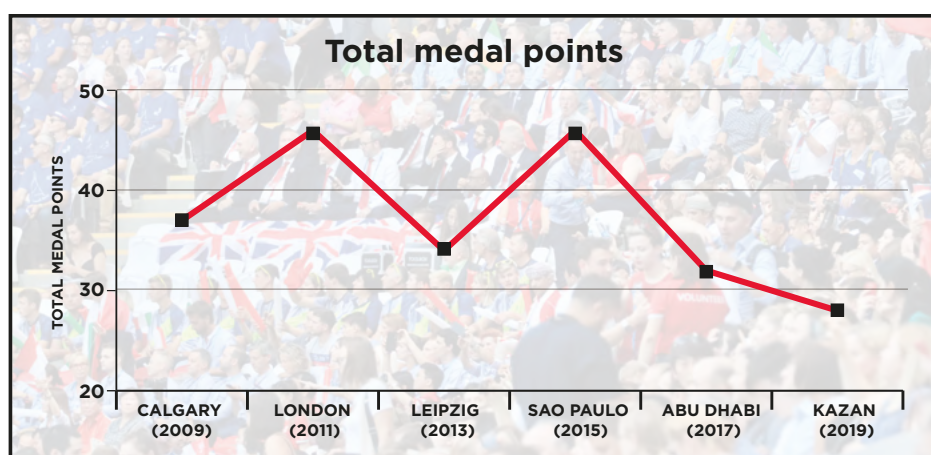 Total medal points
TOTAL MEDAL POINTS
50
40
30
20
CALGARY
(2009)
LONDON
(2011)
LEIPZIG
(2013)
SAO PAULO
(2015)
ABU DHABI
(2017)
KAZAN
(2019)
VOLUNTEER